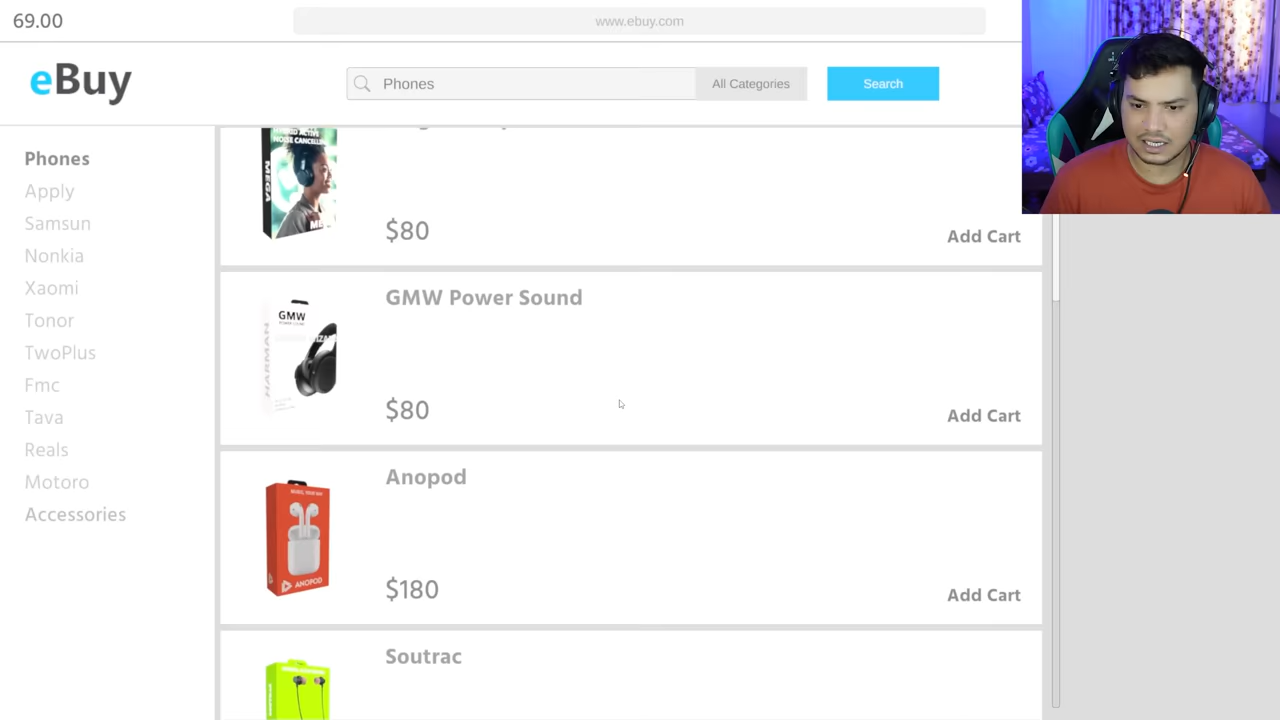 69.00
www.ebuy.com
eBuy
Phones
All Categories
Search
Phones
Apply
Samsun
Nonkia
Xaomi
Tonor
TwoPlus
Fmc
Tava
Reals
Motoro
Accessories
NOISE CANCELLING
MEGA
$80
Add Cart
GMW Power Sound
GMW
$80
Add Cart
Anopod
ANOPOD
$180
Add Cart
Soutrac